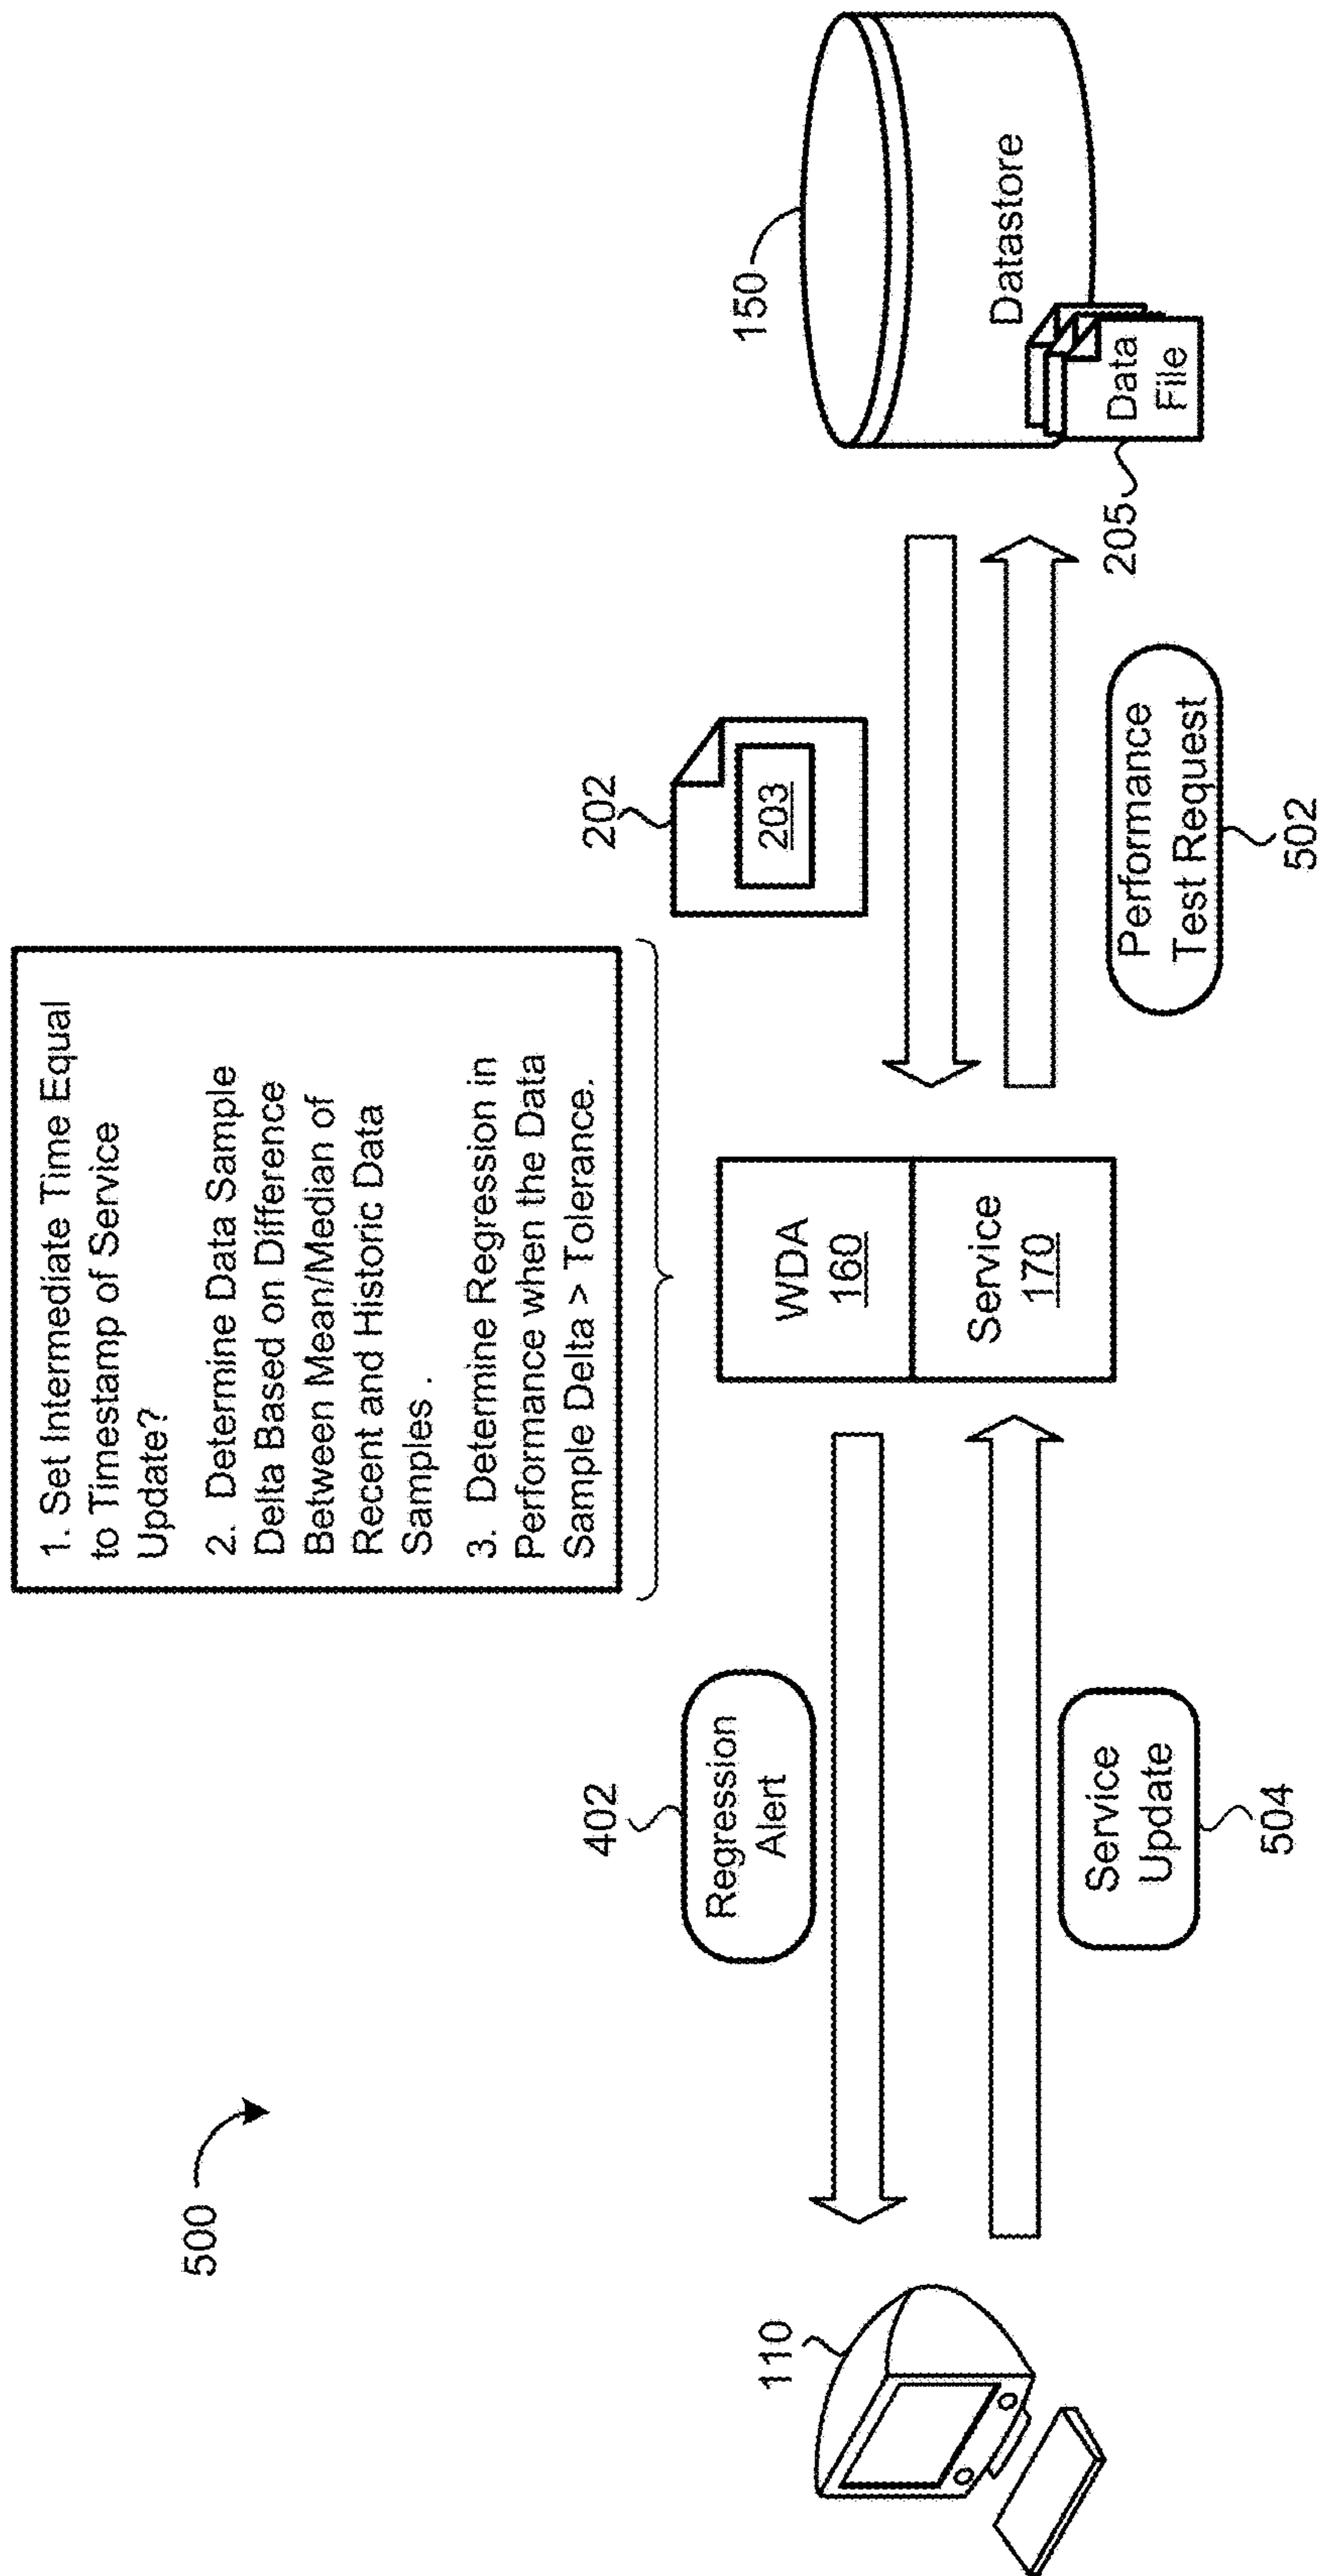 500
1. Set Intermediate Time Equal
to Timestamp of Service
Update?
2. Determine Data Sample
Delta Based on Difference
Between Mean/Median of
Recent and Historic Data
Samples .
3. Determine Regression in
Performance when the Data
Sample Delta > Tolerance.
110
402
Regression
Alert
Service
Update
504
WDA
160
Service
170
202
203
Performance
Test Request
502
150
Datastore
Data
File
205